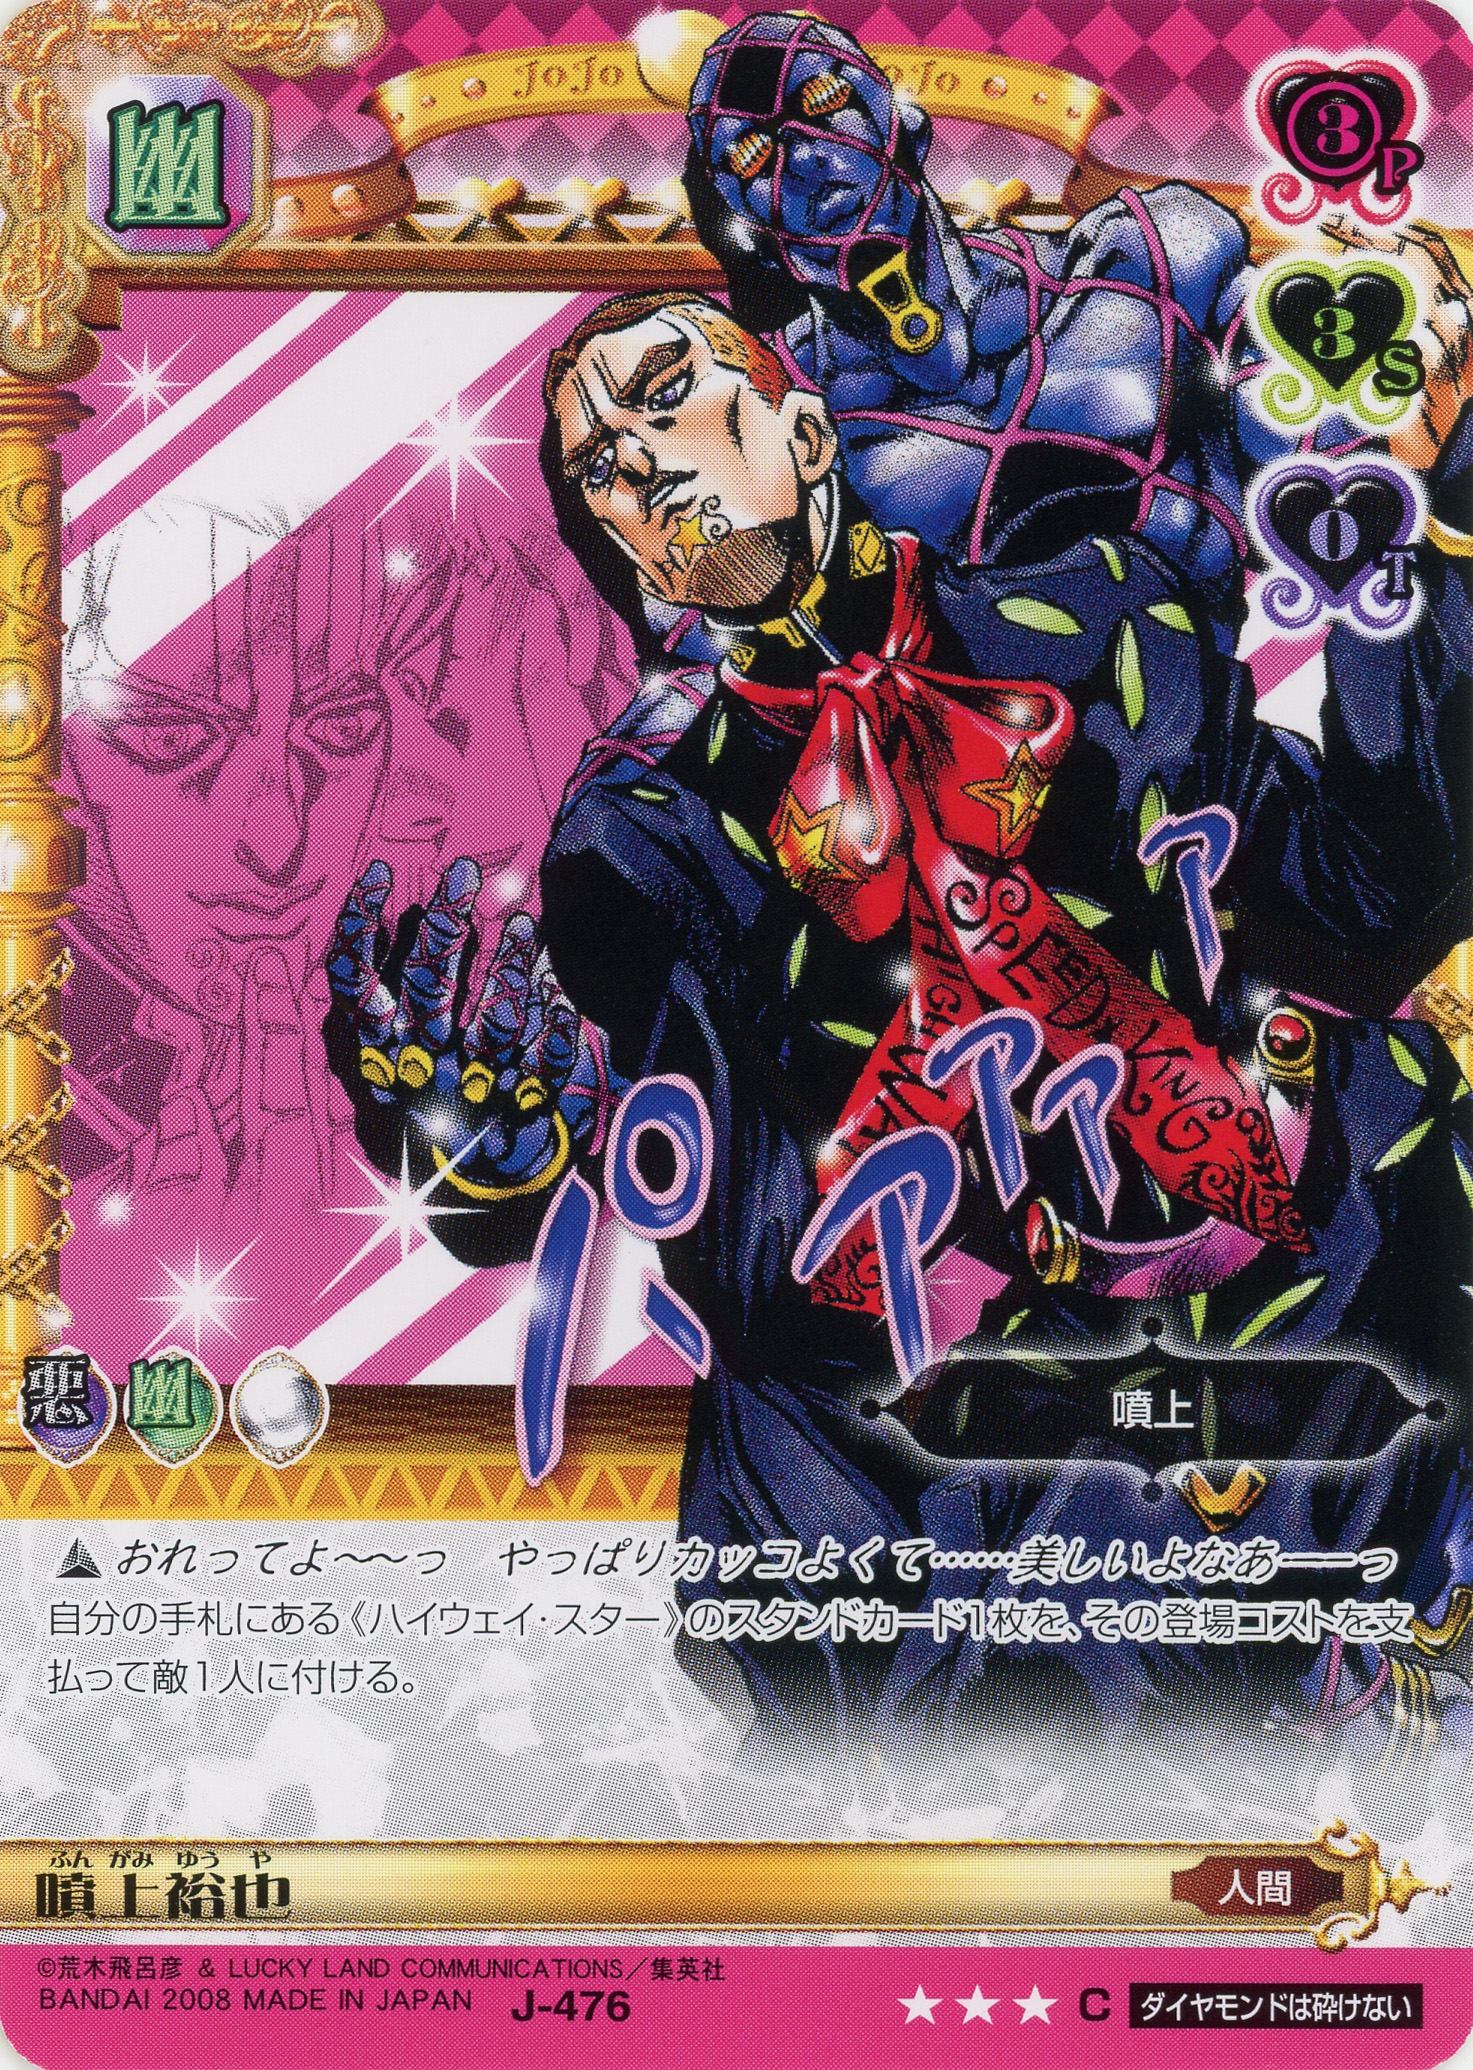 JoJo JoJo
幽
3 P
3 S
0 T
SPEED KING
HIGHWAY
ア
アア
パ ア
噴上
悪 幽
▲ おれってよ～～っ　やっぱりカッコよくて……美しいよなあ――っ
自分の手札にある《ハイウェイ・スター》のスタンドカード1枚を、その登場コストを支
払って敵1人に付ける。
ふん がみ ゆう や
噴上裕也
人間
©荒木飛呂彦 & LUCKY LAND COMMUNICATIONS／集英社
BANDAI 2008 MADE IN JAPAN J-476
★★★ C ダイヤモンドは砕けない